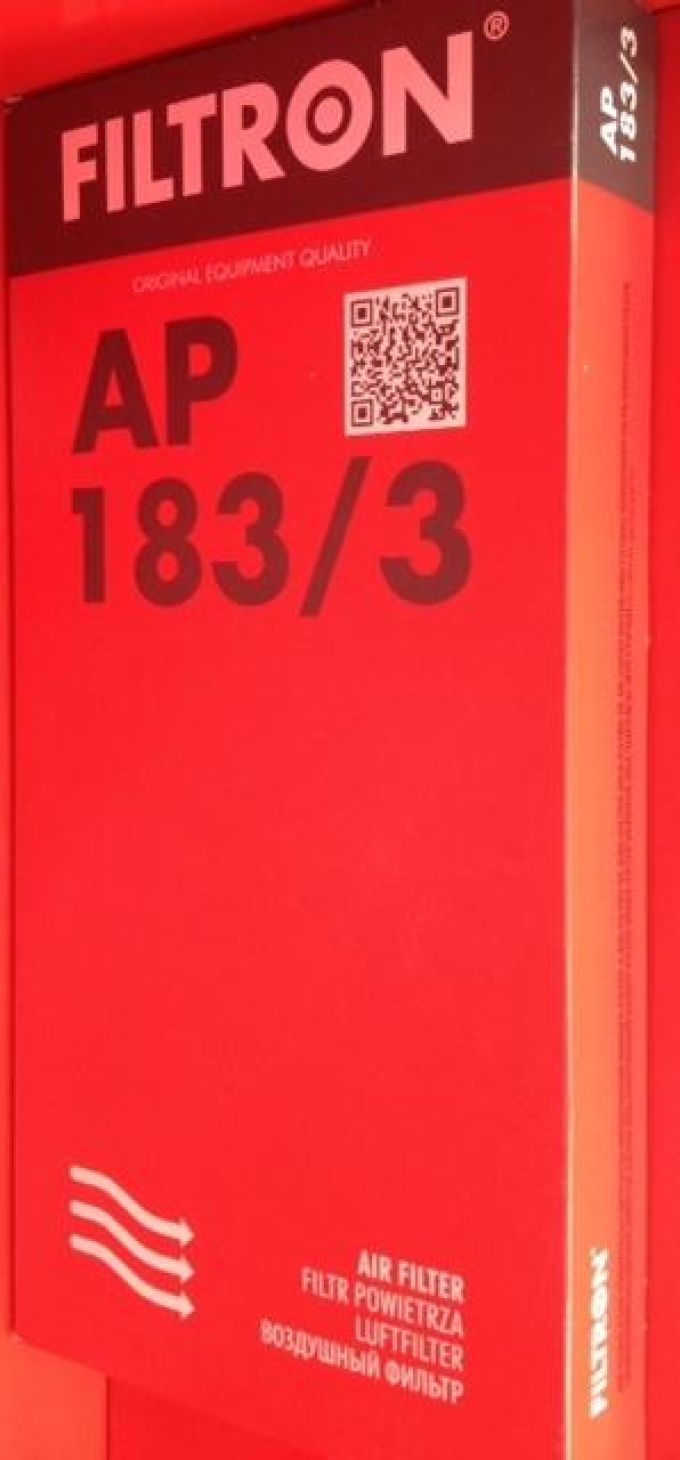 FILTRON®
ORIGINAL EQUIPMENT QUALITY
AP
183/3
AIR FILTER
FILTR POWIETRZA
LUFTFILTER
ВОЗДУШНЫЙ ФИЛЬТР
AP
183/3
FILTRON